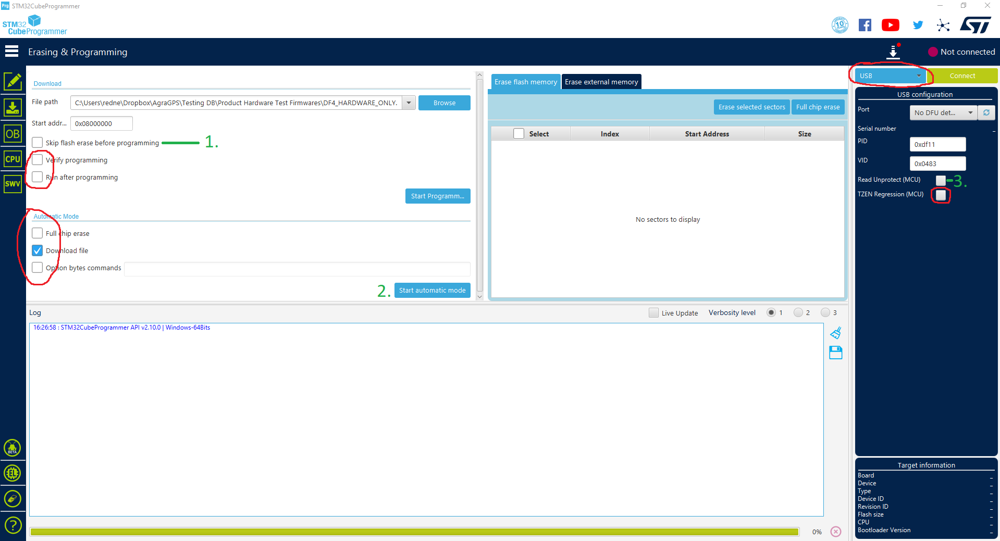 Prg STM32CubeProgrammer
STM32
CubeProgrammer
10
Erasing & Programming
Not connected
Download
File path
C:\Users\redne\Dropbox\AgraGPS\Testing DB\Product Hardware Test Firmwares\DF4_HARDWARE_ONLY.
Browse
Start addr...
0x08000000
Skip flash erase before programming
1.
Verify programming
Run after programming
Start Programm...
Automatic Mode
Full chip erase
Download file
Option bytes commands
2.
Start automatic mode
OB
CPU
SWV
BETA
EL
?
Erase flash memory
Erase external memory
Erase selected sectors
Full chip erase
Select
Index
Start Address
Size
No sectors to display
USB
Connect
USB configuration
Port
No DFU det...
Serial number
PID
0xdf11
VID
0x0483
Read Unprotect (MCU)
3.
TZEN Regression (MCU)
Log
Live Update
Verbosity level
1
2
3
16:26:58 : STM32CubeProgrammer API v2.10.0 | Windows-64Bits
0%
Target information
Board
Device
Type
Device ID
Revision ID
Flash size
CPU
Bootloader Version